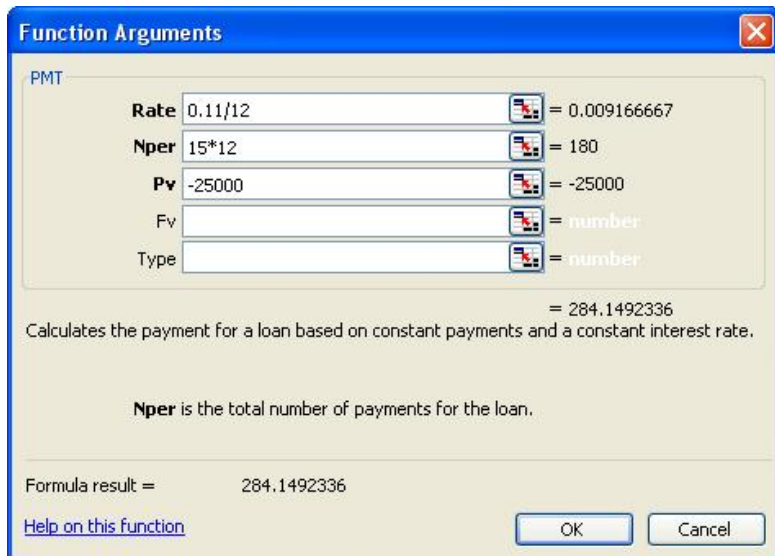 Function Arguments
PMT
Rate 0.11/12 = 0.009166667
Nper 15*12 = 180
Pv -25000 = -25000
Fv = number
Type = number
= 284.1492336
Calculates the payment for a loan based on constant payments and a constant interest rate.
Nper is the total number of payments for the loan.
Formula result = 284.1492336
Help on this function OK Cancel